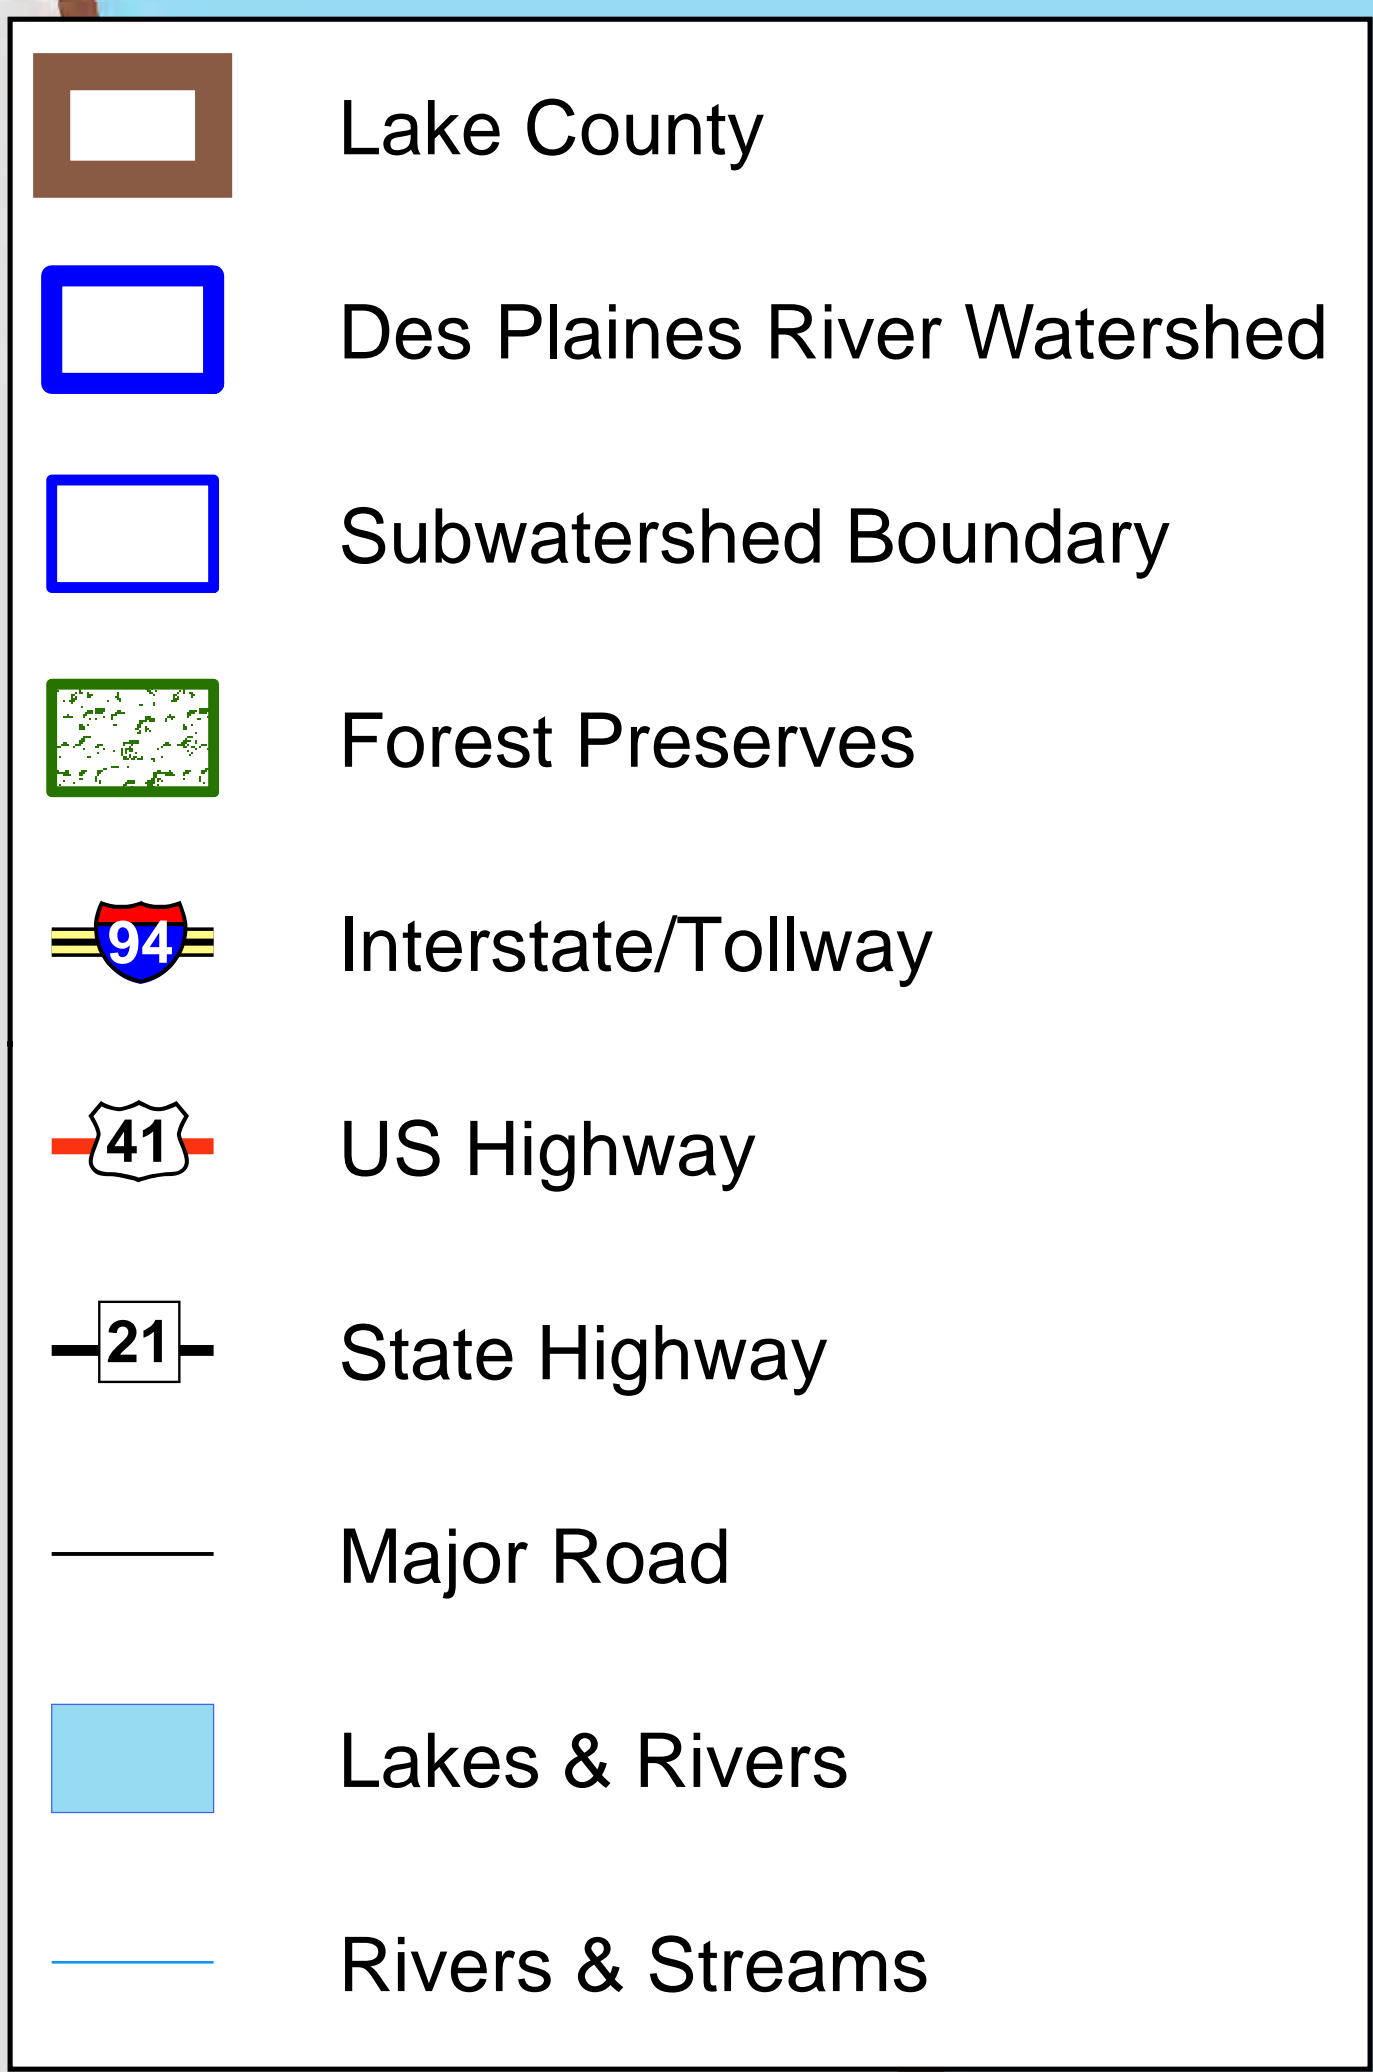 Lake County
Des Plaines River Watershed
Subwatershed Boundary
Forest Preserves
94 Interstate/Tollway
41 US Highway
21 State Highway
Major Road
Lakes & Rivers
Rivers & Streams